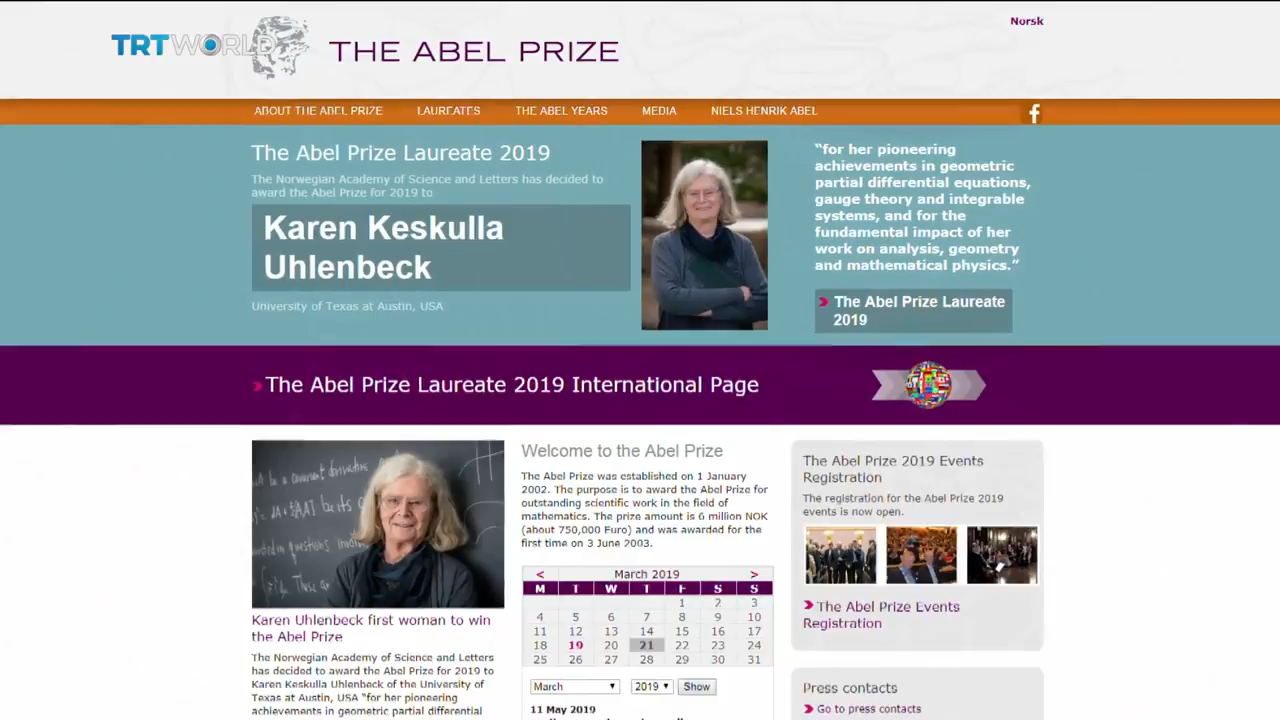 Norsk
TRT WORLD
THE ABEL PRIZE
ABOUT THE ABEL PRIZE LAUREATES THE ABEL YEARS MEDIA NIELS HENRIK ABEL f
The Abel Prize Laureate 2019
The Norwegian Academy of Science and Letters has decided to
award the Abel Prize for 2019 to
Karen Keskulla
Uhlenbeck
University of Texas at Austin, USA
“for her pioneering
achievements in geometric
partial differential equations,
gauge theory and integrable
systems, and for the
fundamental impact of her
work on analysis, geometry
and mathematical physics.”
The Abel Prize Laureate
2019
The Abel Prize Laureate 2019 International Page
Karen Uhlenbeck first woman to win
the Abel Prize
The Norwegian Academy of Science and Letters
has decided to award the Abel Prize for 2019 to
Karen Keskulla Uhlenbeck of the University of
Texas at Austin, USA “for her pioneering
achievements in geometric partial differential
Welcome to the Abel Prize
The Abel Prize was established on 1 January
2002. The purpose is to award the Abel Prize for
outstanding scientific work in the field of
mathematics. The prize amount is 6 million NOK
(about 750,000 Euro) and was awarded for the
first time on 3 June 2003.
< March 2019 >
M T W T F S S
1 2 3
4 5 6 7 8 9 10
11 12 13 14 15 16 17
18 19 20 21 22 23 24
25 26 27 28 29 30 31
March 2019 Show
11 May 2019
The Abel Prize 2019 Events
Registration
The registration for the Abel Prize 2019
events is now open.
The Abel Prize Events
Registration
Press contacts
Go to press contacts